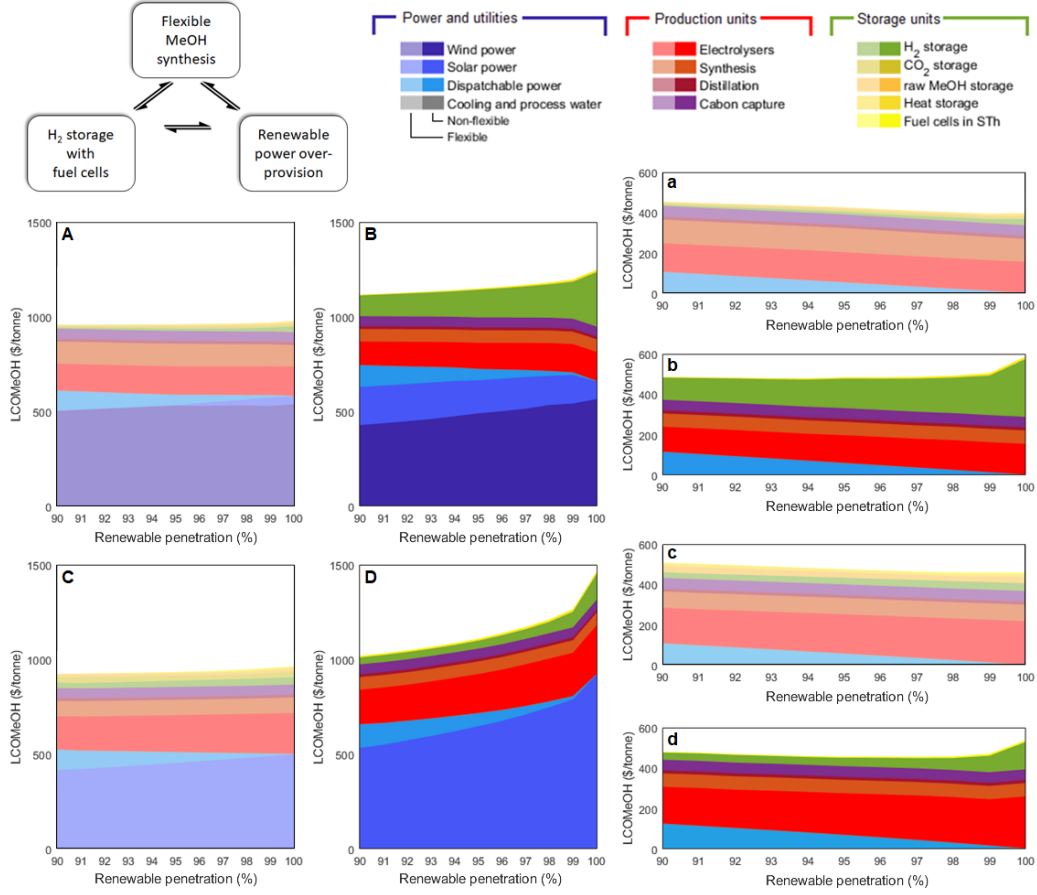 Flexible
MeOH
synthesis
H2 storage
with
fuel cells
Renewable
power over-
provision
Power and utilities
Wind power
Solar power
Dispatchable power
Cooling and process water
Non-flexible
Flexible
Production units
Electrolysers
Synthesis
Distillation
Cabon capture
Storage units
H2 storage
CO2 storage
raw MeOH storage
Heat storage
Fuel cells in STh
A
LCOMeOH ($/tonne)
1500
1000
500
0
90 91 92 93 94 95 96 97 98 99 100
Renewable penetration (%)
B
LCOMeOH ($/tonne)
1500
1000
500
0
90 91 92 93 94 95 96 97 98 99 100
Renewable penetration (%)
a
LCOMeOH ($/tonne)
600
400
200
0
90 91 92 93 94 95 96 97 98 99 100
Renewable penetration (%)
b
LCOMeOH ($/tonne)
600
400
200
0
90 91 92 93 94 95 96 97 98 99 100
Renewable penetration (%)
C
LCOMeOH ($/tonne)
1500
1000
500
0
90 91 92 93 94 95 96 97 98 99 100
Renewable penetration (%)
D
LCOMeOH ($/tonne)
1500
1000
500
0
90 91 92 93 94 95 96 97 98 99 100
Renewable penetration (%)
c
LCOMeOH ($/tonne)
600
400
200
0
90 91 92 93 94 95 96 97 98 99 100
Renewable penetration (%)
d
LCOMeOH ($/tonne)
600
400
200
0
90 91 92 93 94 95 96 97 98 99 100
Renewable penetration (%)